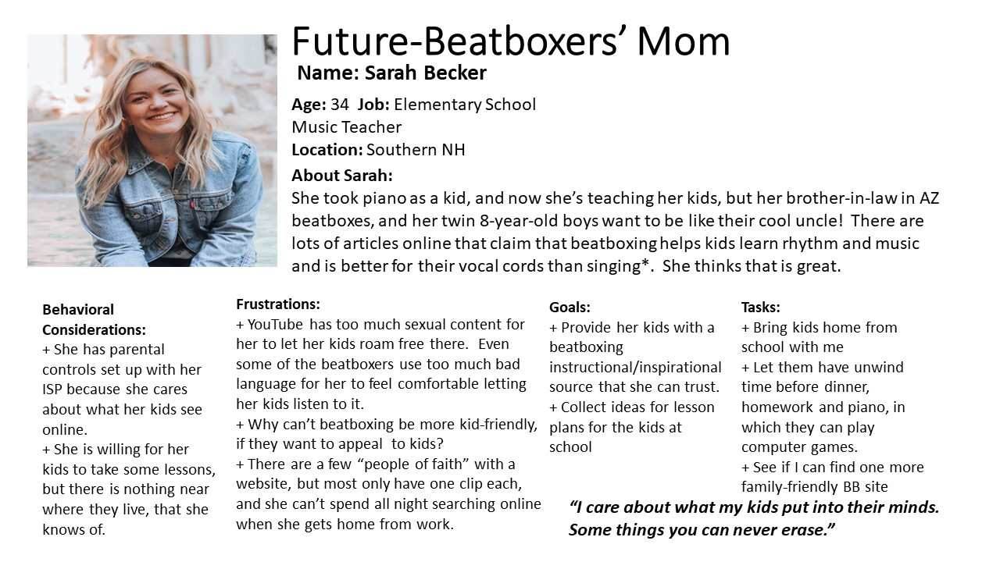 Future-Beatboxers’ Mom
Name: Sarah Becker
Age: 34  Job: Elementary School
Music Teacher
Location: Southern NH
About Sarah:
She took piano as a kid, and now she’s teaching her kids, but her brother-in-law in AZ
beatboxes, and her twin 8-year-old boys want to be like their cool uncle!  There are
lots of articles online that claim that beatboxing helps kids learn rhythm and music
and is better for their vocal cords than singing*.  She thinks that is great.
Behavioral
Considerations:
+ She has parental
controls set up with her
ISP because she cares
about what her kids see
online.
+ She is willing for her
kids to take some lessons,
but there is nothing near
where they live, that she
knows of.
Frustrations:
+ YouTube has too much sexual content for
her to let her kids roam free there.  Even
some of the beatboxers use too much bad
language for her to feel comfortable letting
her kids listen to it.
+ Why can’t beatboxing be more kid-friendly,
if they want to appeal  to kids?
+ There are a few “people of faith” with a
website, but most only have one clip each,
and she can’t spend all night searching online
when she gets home from work.
Goals:
+ Provide her kids with a
beatboxing
instructional/inspirational
source that she can trust.
+ Collect ideas for lesson
plans for the kids at
school
Tasks:
+ Bring kids home from
school with me
+ Let them have unwind
time before dinner,
homework and piano, in
which they can play
computer games.
+ See if I can find one more
family-friendly BB site
“I care about what my kids put into their minds.
Some things you can never erase.”